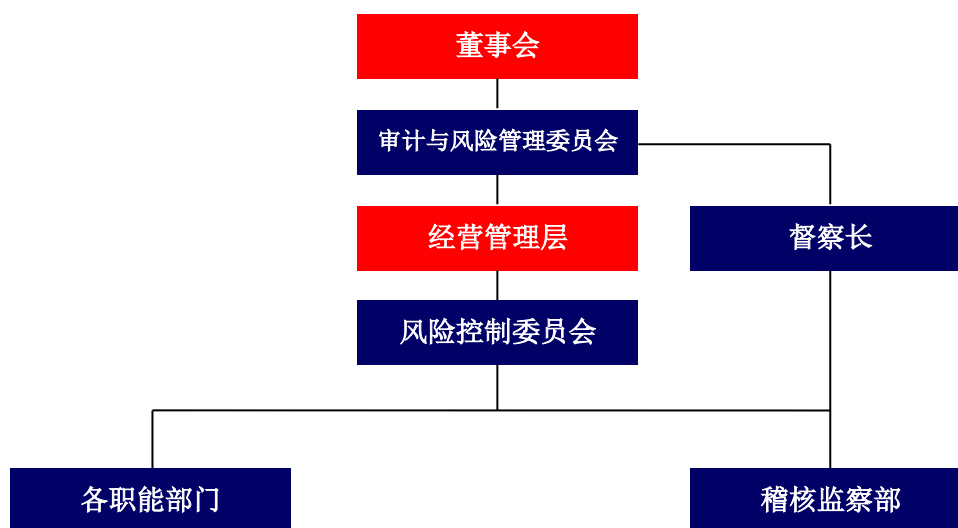 董事会
审计与风险管理委员会
经营管理层
督察长
风险控制委员会
各职能部门
稽核监察部